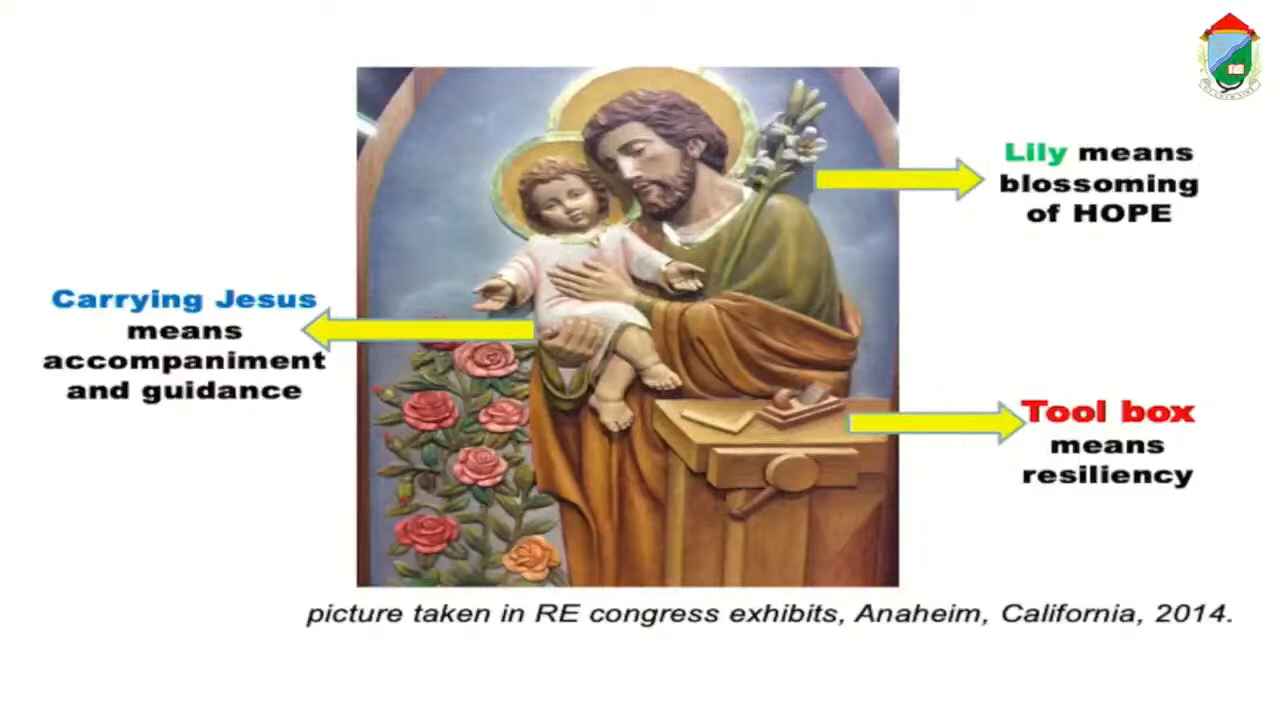 Lily means
blossoming
of HOPE
Carrying Jesus
means
accompaniment
and guidance
Tool box
means
resiliency
picture taken in RE congress exhibits, Anaheim, California, 2014.